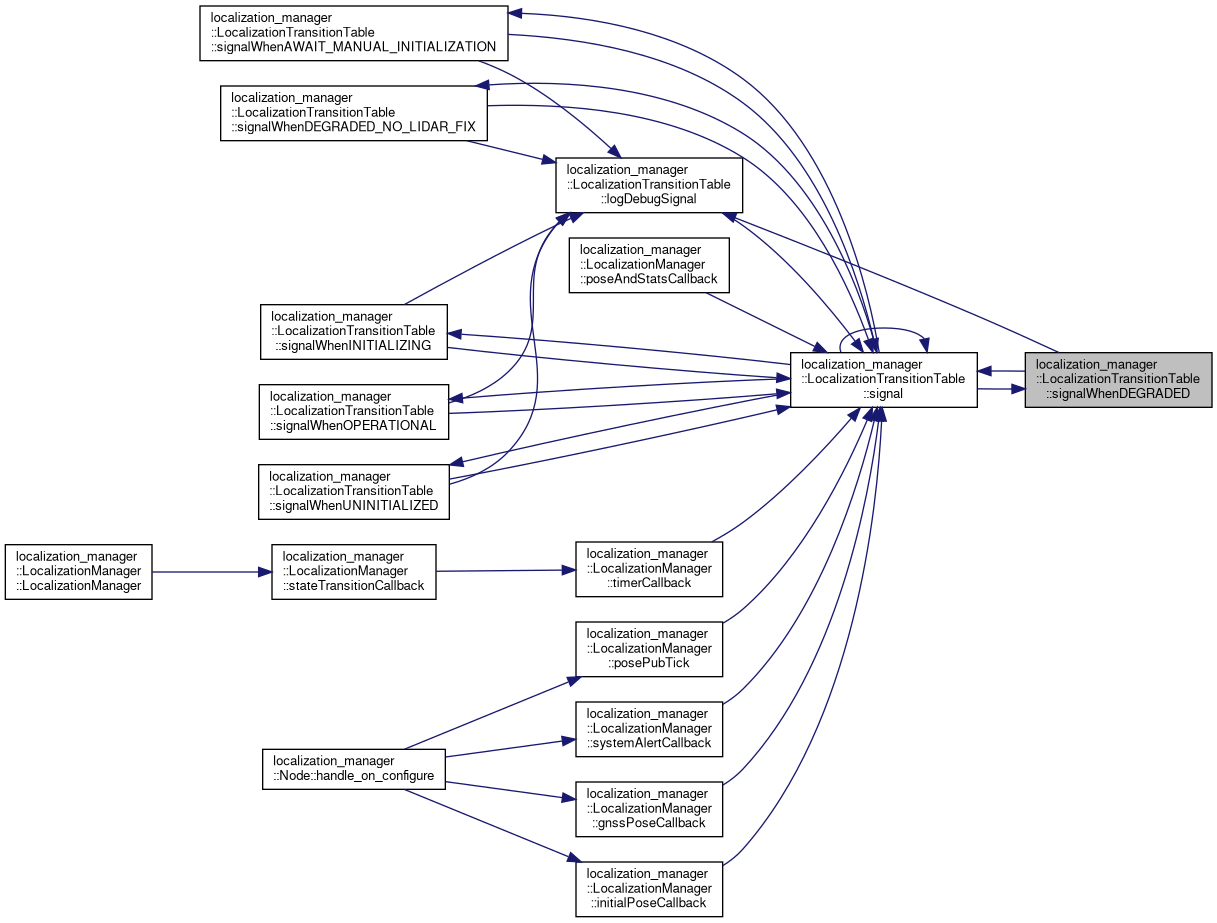 localization_manager
::LocalizationTransitionTable
::signalWhenAWAIT_MANUAL_INITIALIZATION
localization_manager
::LocalizationTransitionTable
::signalWhenDEGRADED_NO_LIDAR_FIX
localization_manager
::LocalizationTransitionTable
::logDebugSignal
localization_manager
::LocalizationManager
::poseAndStatsCallback
localization_manager
::LocalizationTransitionTable
::signalWhenINITIALIZING
localization_manager
::LocalizationTransitionTable
::signal
localization_manager
::LocalizationTransitionTable
::signalWhenDEGRADED
localization_manager
::LocalizationTransitionTable
::signalWhenOPERATIONAL
localization_manager
::LocalizationTransitionTable
::signalWhenUNINITIALIZED
localization_manager
::LocalizationManager
::LocalizationManager
localization_manager
::LocalizationManager
::stateTransitionCallback
localization_manager
::LocalizationManager
::timerCallback
localization_manager
::LocalizationManager
::posePubTick
localization_manager
::LocalizationManager
::systemAlertCallback
localization_manager
::Node::handle_on_configure
localization_manager
::LocalizationManager
::gnssPoseCallback
localization_manager
::LocalizationManager
::initialPoseCallback